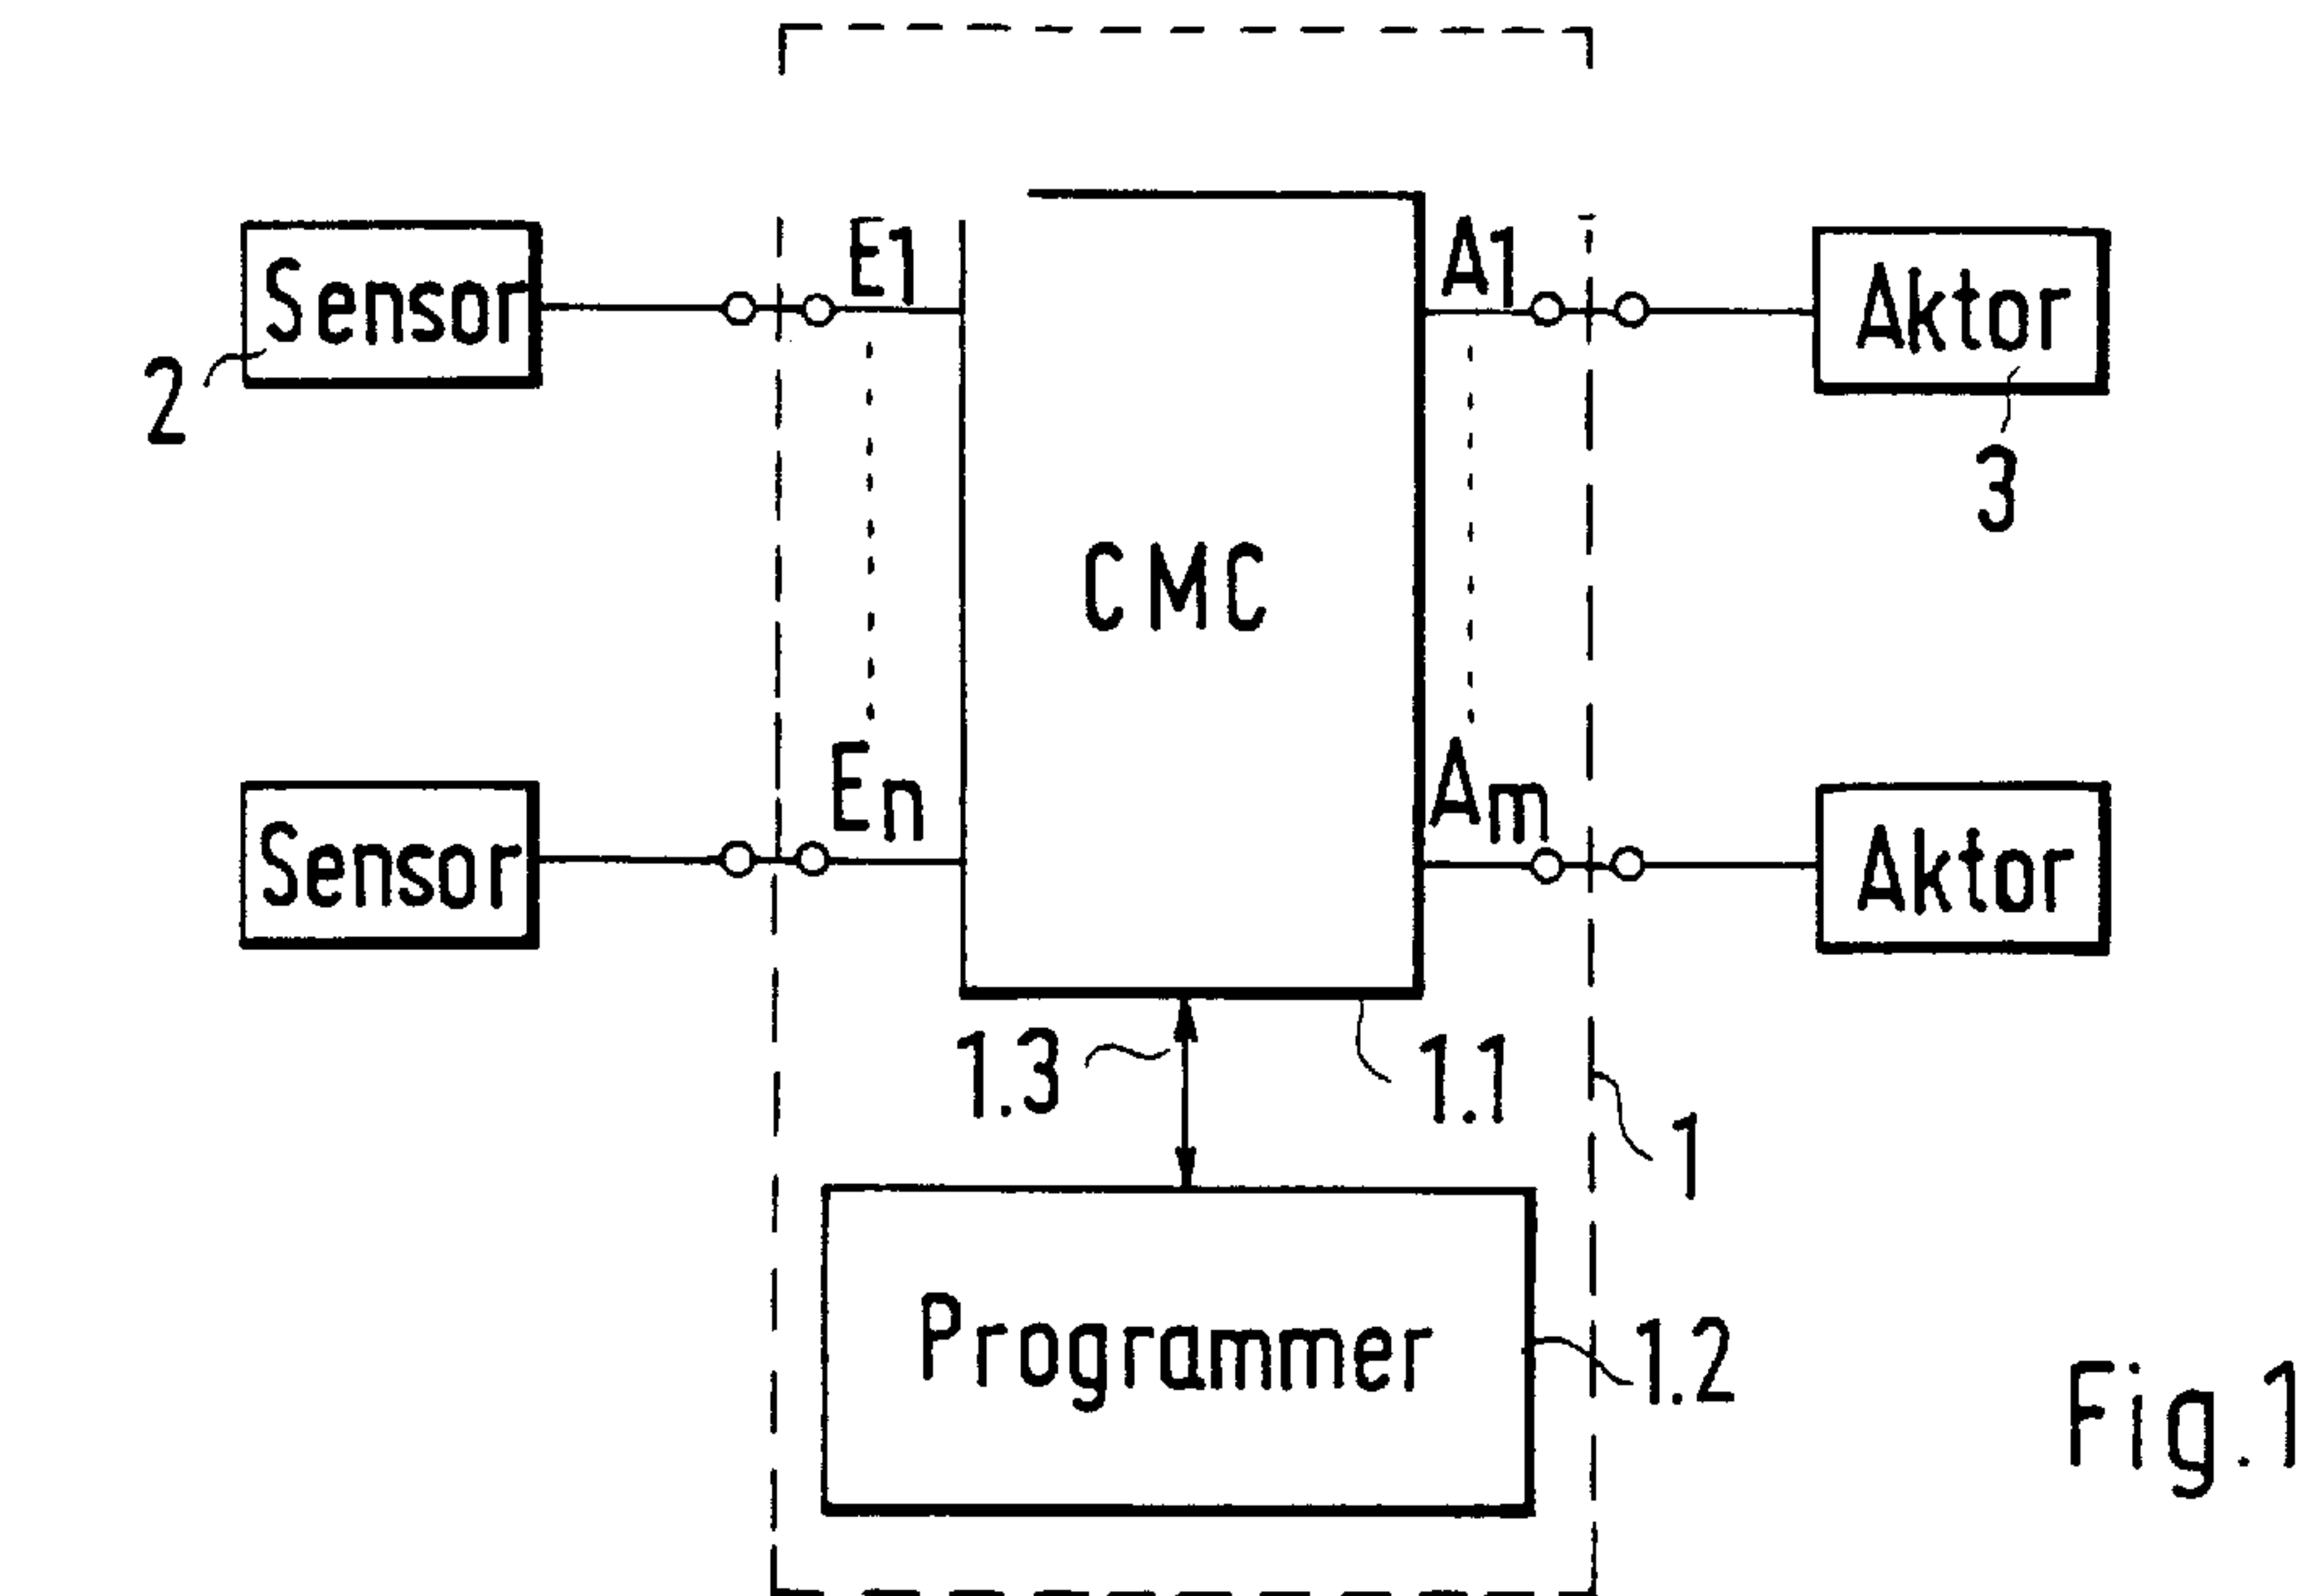 E1
A1
Sensor
Aktor
2
3
CMC
En
Am
Sensor
Aktor
1.3
1.1
1
Programmer
1.2
Fig.1